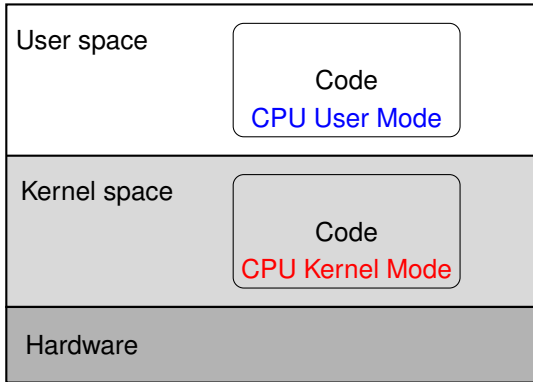 User space
Code
CPU User Mode
Kernel space
Code
CPU Kernel Mode
Hardware